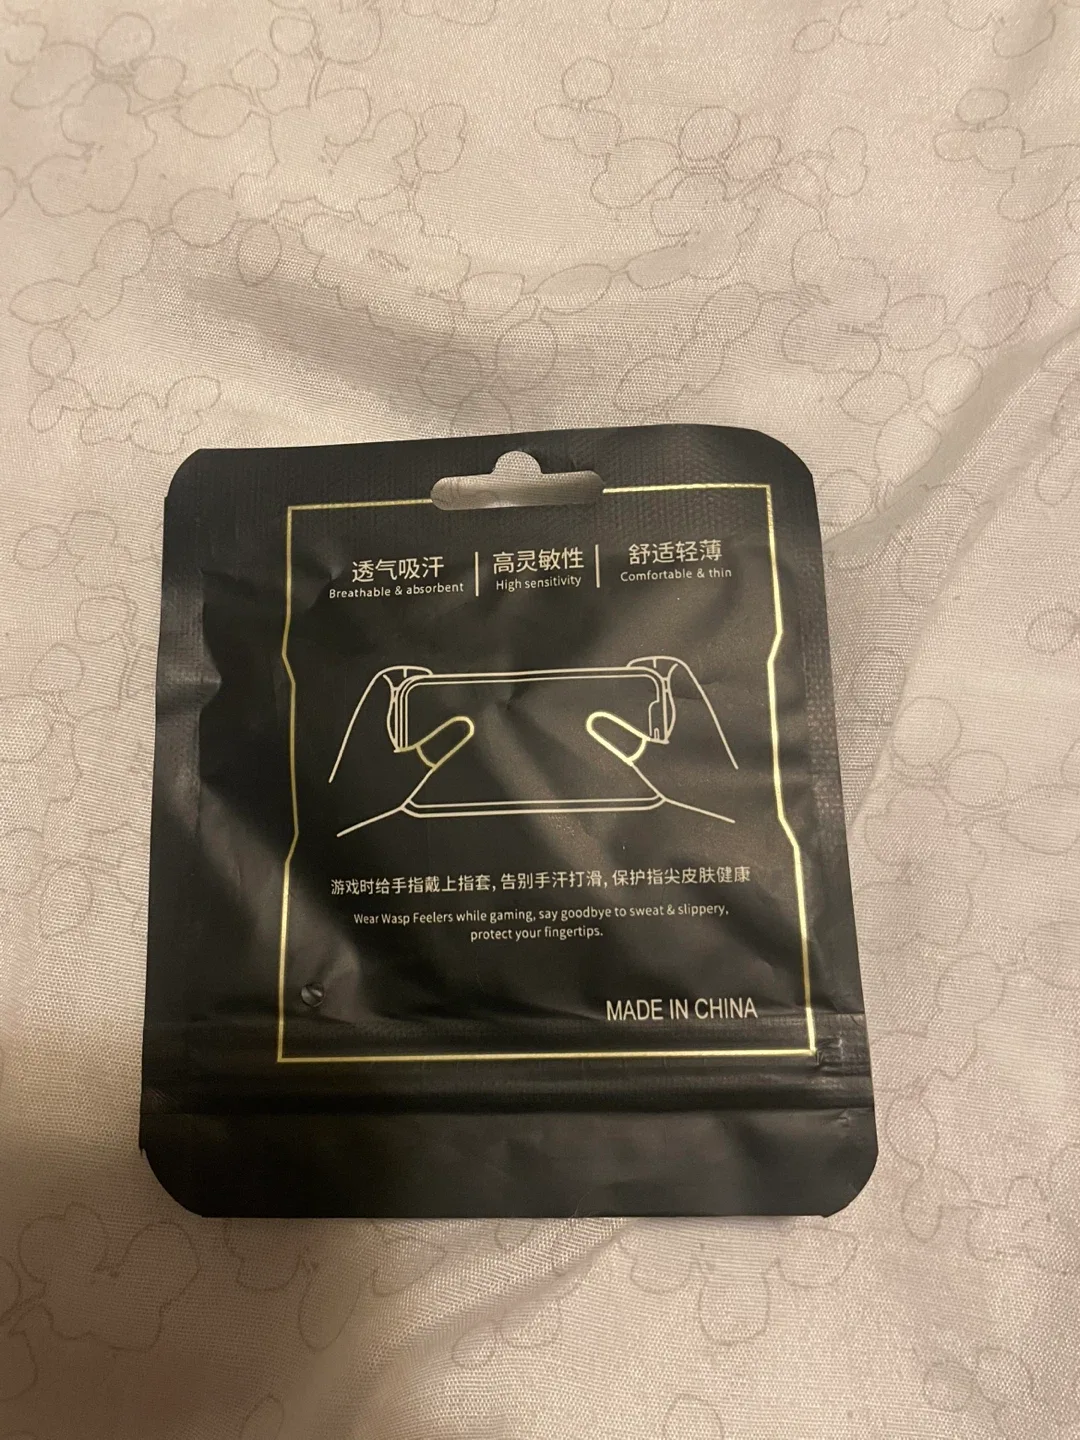 透气吸汗 高灵敏性 舒适轻薄
Breathable & absorbent High sensitivity Comfortable & thin
游戏时给手指戴上指套,告别手汗打滑,保护指尖皮肤健康
Wear Wasp Feelers while gaming, say goodbye to sweat & slippery,
protect your fingertips.
MADE IN CHINA